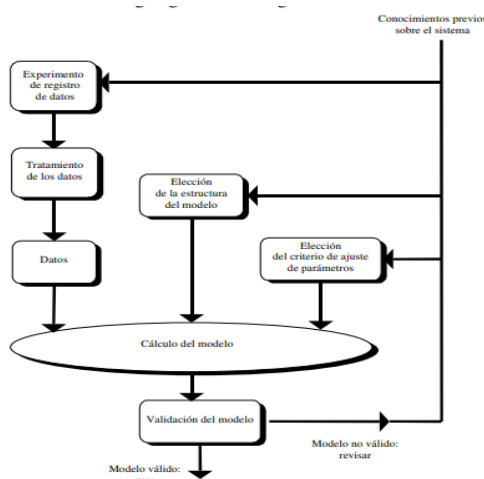 Conocimientos previos
sobre el sistema
Experimento
de registro
de datos
Tratamiento
de los datos
Elección
de la estructura
del modelo
Datos
Elección
del criterio de ajuste
de parámetros
Cálculo del modelo
Validación del modelo
Modelo no válido:
revisar
Modelo válido: